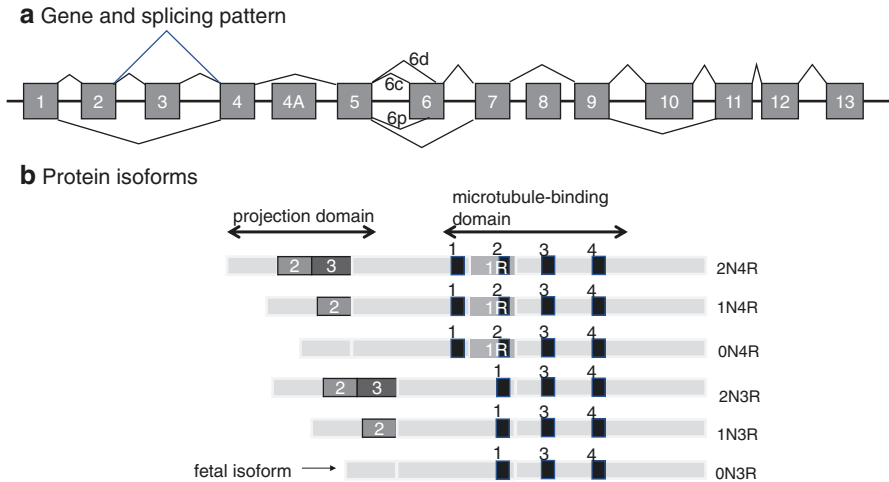 a Gene and splicing pattern
6d
6c
1 2 3 4 4A 5 6 7 8 9 10 11 12 13
6p
b Protein isoforms
projection domain
microtubule-binding
domain
1 2 3 4
2 3 1R 2N4R
1 2 3 4
2 1R 1N4R
1 2 3 4
1R 0N4R
1 3 4
2 3 2N3R
1 3 4
2 1N3R
1 3 4
fetal isoform 0N3R